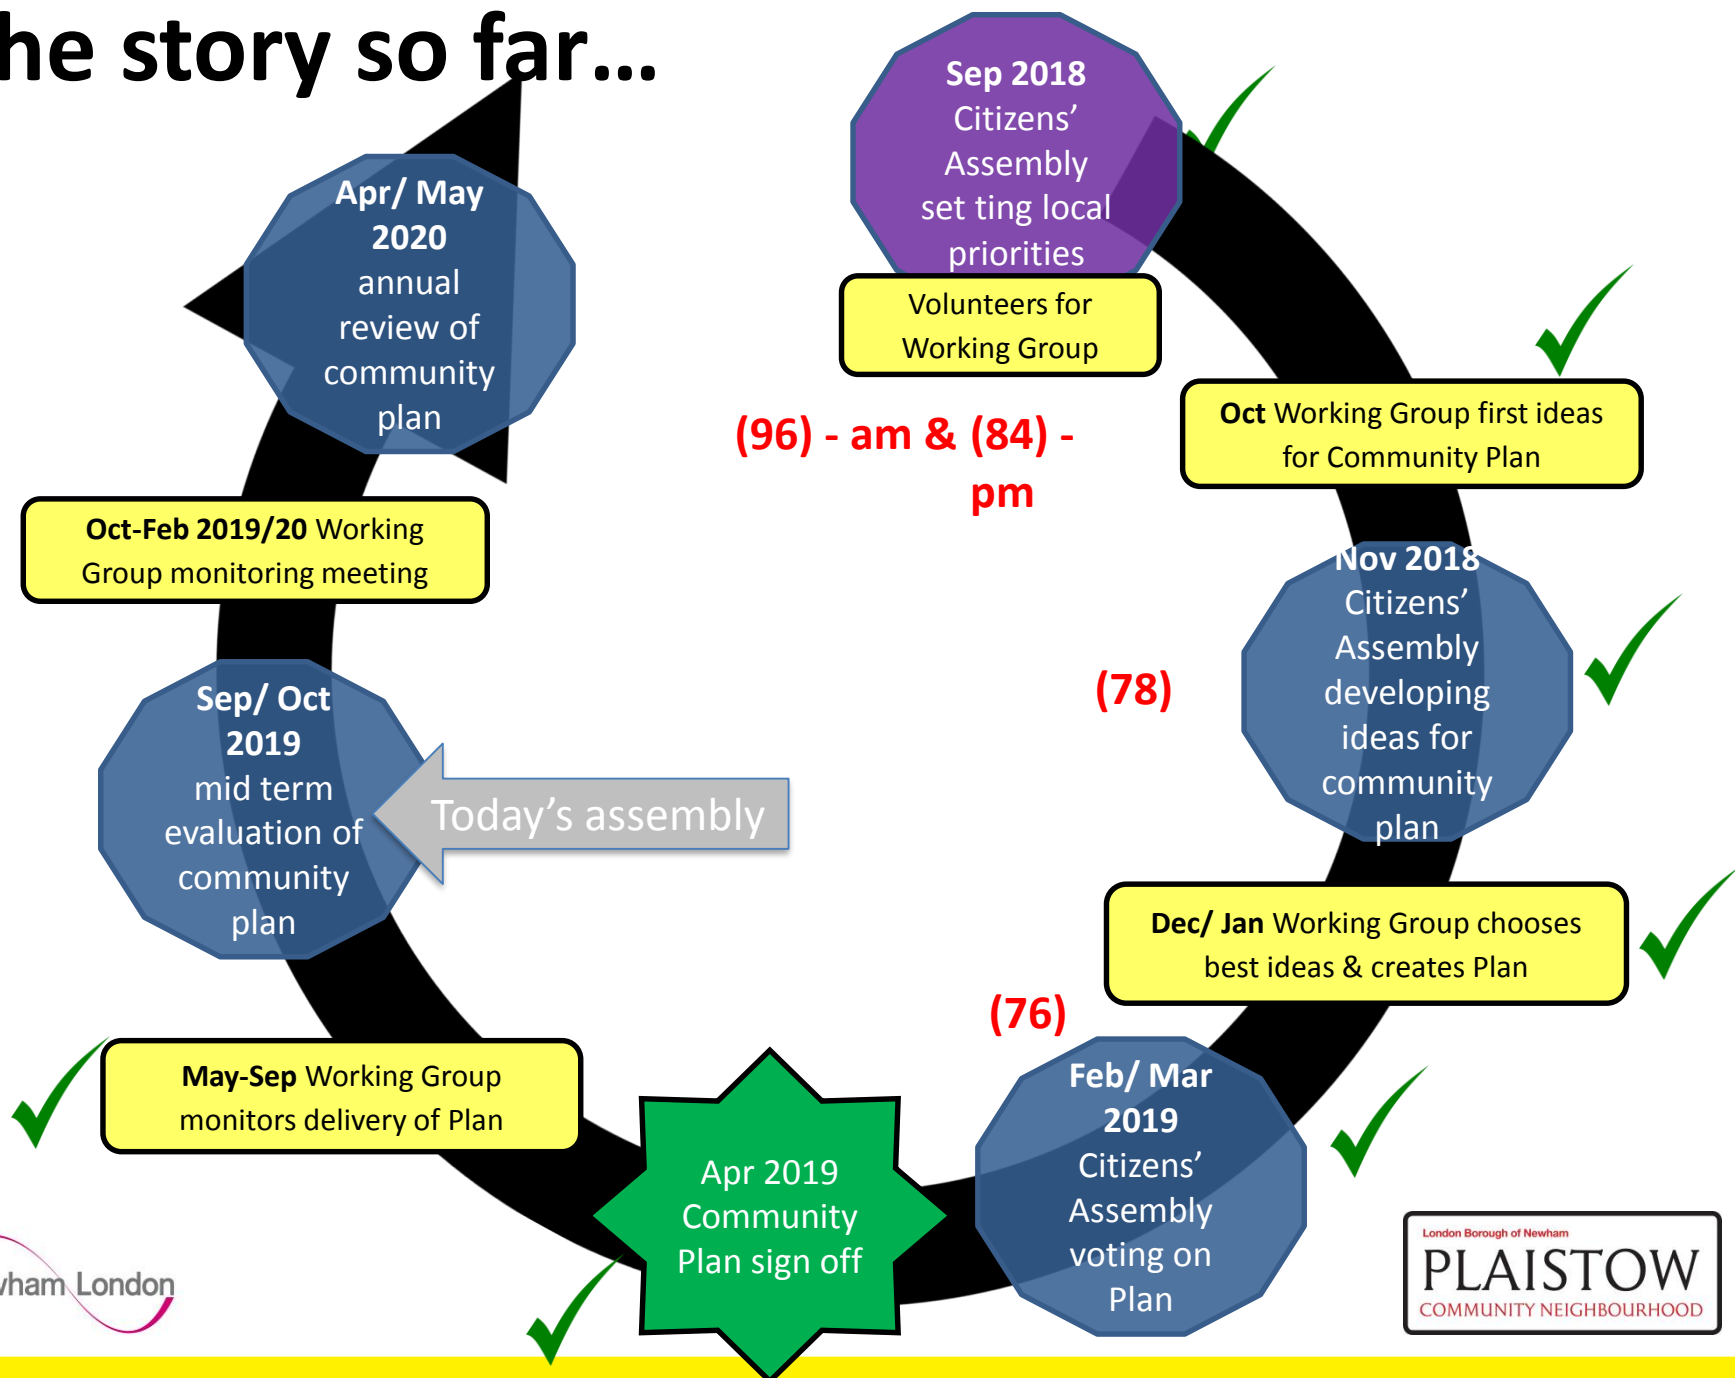 he story so far...
Sep 2018
Citizens’
Assembly
set ting local
priorities
Volunteers for
Working Group
(96) - am & (84) -
pm
Oct Working Group first ideas
for Community Plan
Nov 2018
Citizens’
Assembly
developing
ideas for
community
plan
(78)
Dec/ Jan Working Group chooses
best ideas & creates Plan
(76)
Feb/ Mar
2019
Citizens’
Assembly
voting on
Plan
Apr 2019
Community
Plan sign off
May-Sep Working Group
monitors delivery of Plan
Sep/ Oct
2019
mid term
evaluation of
community
plan
Today’s assembly
Oct-Feb 2019/20 Working
Group monitoring meeting
Apr/ May
2020
annual
review of
community
plan
wham London
London Borough of Newham
PLAISTOW
COMMUNITY NEIGHBOURHOOD